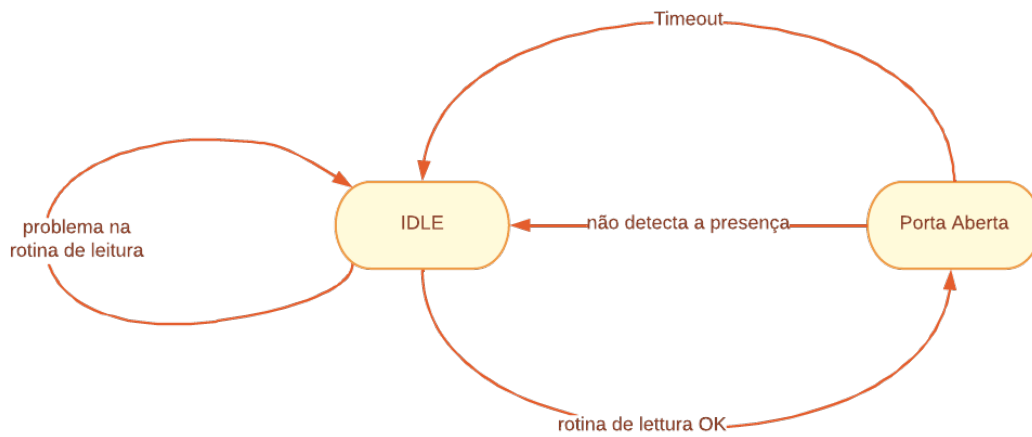 Timeout
problema na
rotina de leitura
IDLE
não detecta a presença
Porta Aberta
rotina de lettura OK